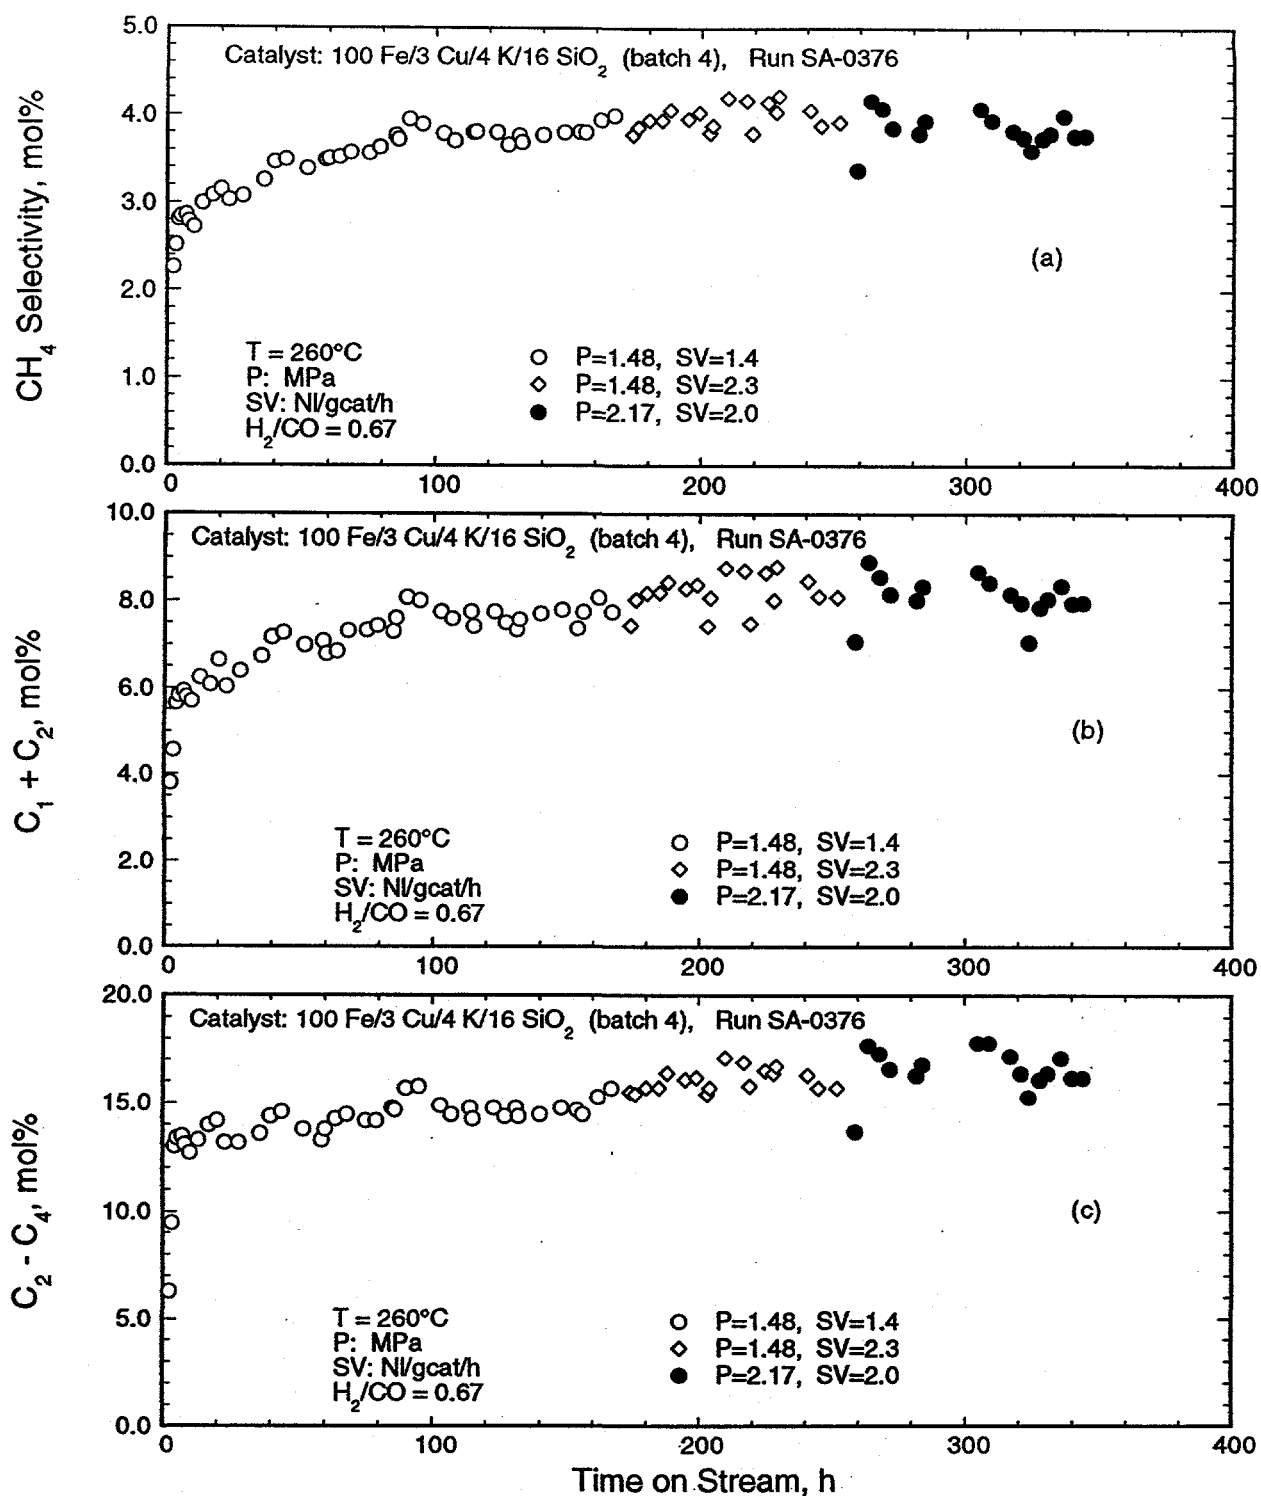 5.0
Catalyst: 100 Fe/3 Cu/4 K/16 SiO₂ (batch 4), Run SA-0376
4.0
3.0
2.0
1.0
0.0
CH₄ Selectivity, mol%
(a)
T = 260°C
P: MPa
SV: Nl/gcat/h
H₂/CO = 0.67
P=1.48, SV=1.4
P=1.48, SV=2.3
P=2.17, SV=2.0
0 100 200 300 400
10.0
Catalyst: 100 Fe/3 Cu/4 K/16 SiO₂ (batch 4), Run SA-0376
8.0
6.0
4.0
2.0
0.0
C₁ + C₂, mol%
(b)
T = 260°C
P: MPa
SV: Nl/gcat/h
H₂/CO = 0.67
P=1.48, SV=1.4
P=1.48, SV=2.3
P=2.17, SV=2.0
0 100 200 300 400
20.0
Catalyst: 100 Fe/3 Cu/4 K/16 SiO₂ (batch 4), Run SA-0376
15.0
10.0
5.0
0.0
C₂ - C₄, mol%
(c)
T = 260°C
P: MPa
SV: Nl/gcat/h
H₂/CO = 0.67
P=1.48, SV=1.4
P=1.48, SV=2.3
P=2.17, SV=2.0
0 100 200 300 400
Time on Stream, h